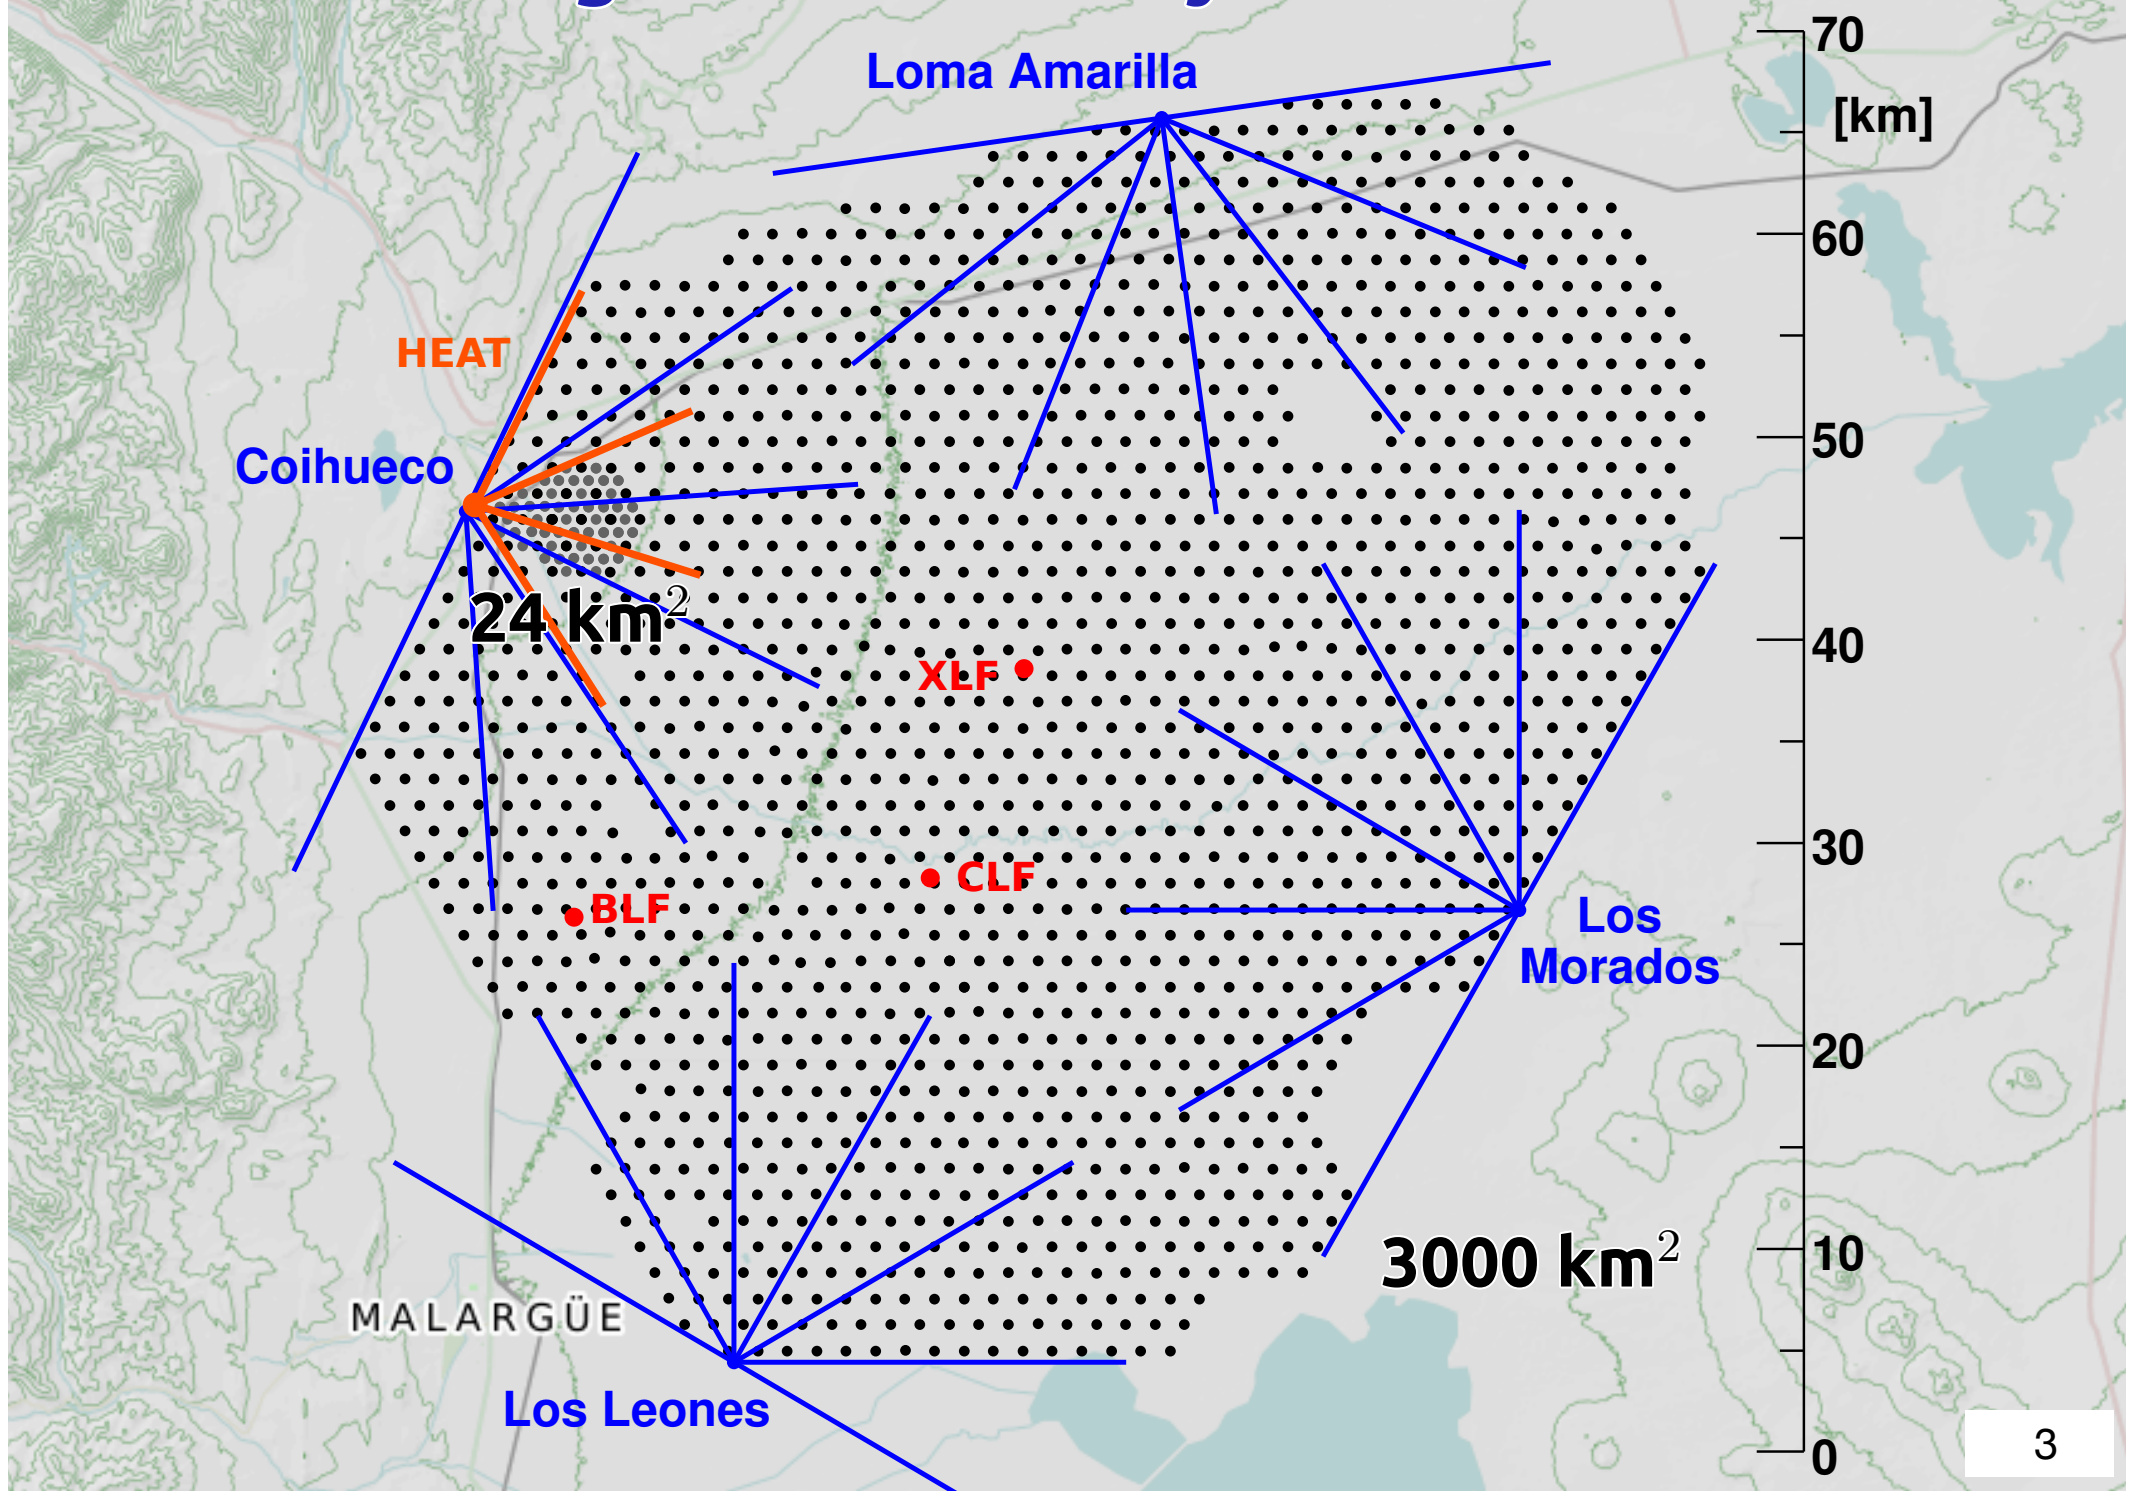 Loma Amarilla
70
[km]
60
HEAT
50
Coihueco
24 km²
40
XLF
30
CLF
BLF
Los
Morados
20
3000 km²
10
MALARGÜE
Los Leones
0
3